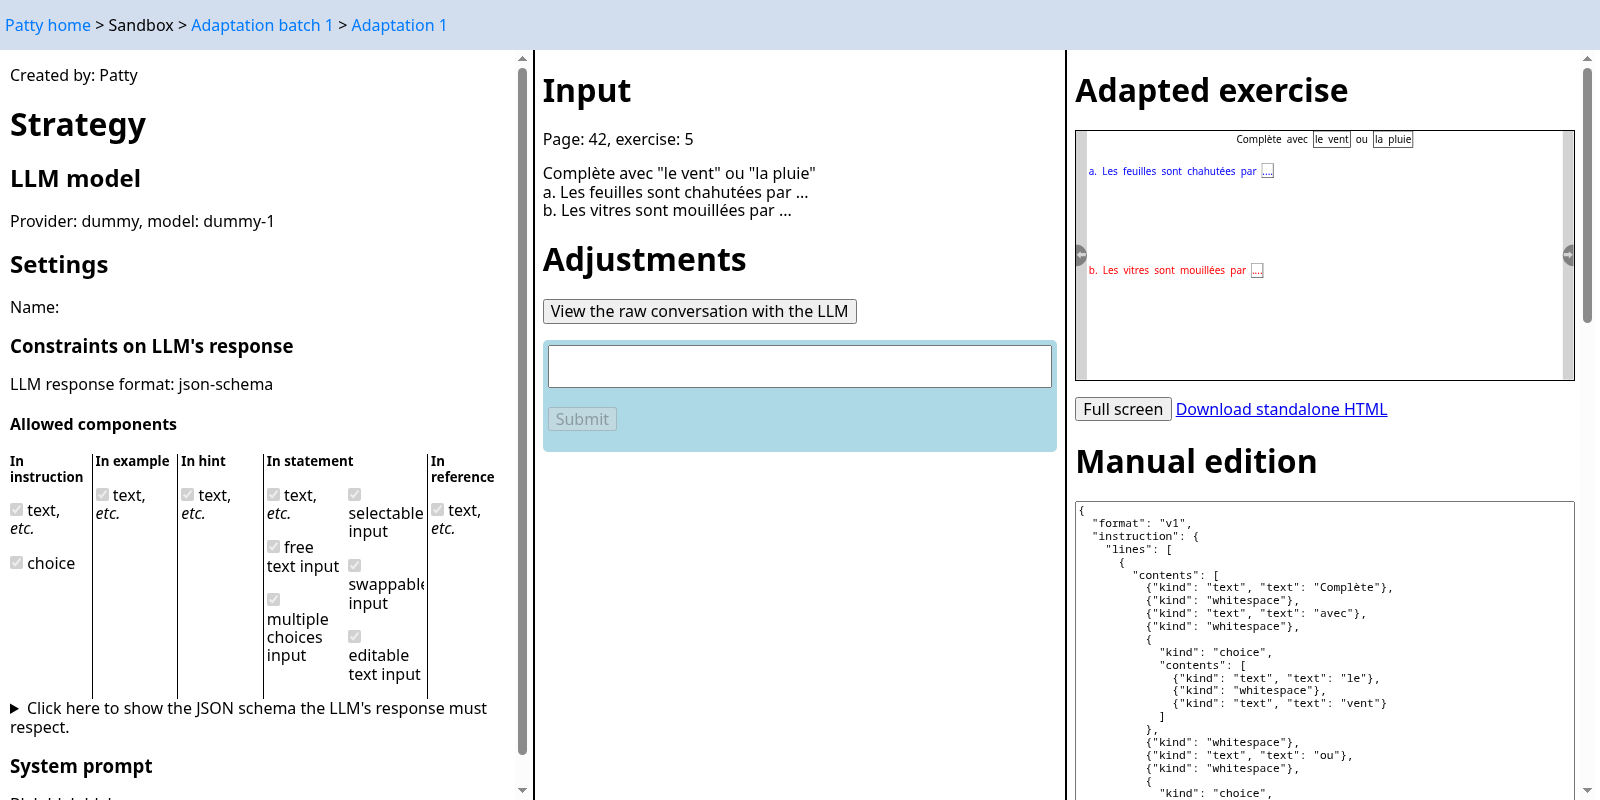 Patty home > Sandbox > Adaptation batch 1 > Adaptation 1
Created by: Patty
Strategy
LLM model
Provider: dummy, model: dummy-1
Settings
Name:
Constraints on LLM's response
LLM response format: json-schema
Allowed components
In instruction
text, etc.
choice
In example
text, etc.
In hint
text, etc.
In statement
text, etc.
free text input
multiple choices input
selectable input
swappable input
editable text input
In reference
text, etc.
Click here to show the JSON schema the LLM's response must
respect.
System prompt
Input
Page: 42, exercise: 5
Complète avec "le vent" ou "la pluie"
a. Les feuilles sont chahutées par ...
b. Les vitres sont mouillées par ...
Adjustments
View the raw conversation with the LLM
Submit
Adapted exercise
Complète avec le vent ou la pluie
a. Les feuilles sont chahutées par ....
b. Les vitres sont mouillées par ....
Full screen Download standalone HTML
Manual edition
{
"format": "v1",
"instruction": {
"lines": [
{
"contents": [
{"kind": "text", "text": "Complète"},
{"kind": "whitespace"},
{"kind": "text", "text": "avec"},
{"kind": "whitespace"},
{
"kind": "choice",
"contents": [
{"kind": "text", "text": "le"},
{"kind": "whitespace"},
{"kind": "text", "text": "vent"}
]
},
{"kind": "whitespace"},
{"kind": "text", "text": "ou"},
{"kind": "whitespace"},
{
"kind": "choice",